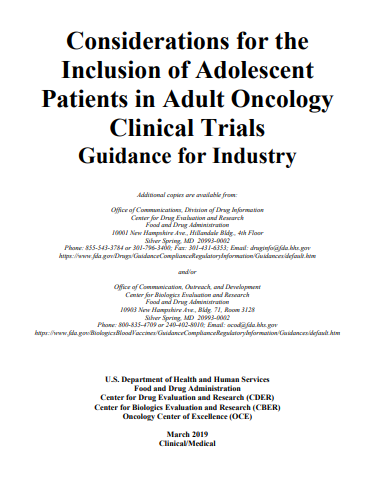 Considerations for the
Inclusion of Adolescent
Patients in Adult Oncology
Clinical Trials
Guidance for Industry
Additional copies are available from:
Office of Communications, Division of Drug Information
Center for Drug Evaluation and Research
Food and Drug Administration
10001 New Hampshire Ave., Hillandale Bldg., 4th Floor
Silver Spring, MD 20993-0002
Phone: 855-543-3784 or 301-796-3400; Fax: 301-431-6353; Email: druginfo@fda.hhs.gov
https://www.fda.gov/Drugs/GuidanceComplianceRegulatoryInformation/Guidances/default.htm
and/or
Office of Communication, Outreach, and Development
Center for Biologics Evaluation and Research
Food and Drug Administration
10903 New Hampshire Ave., Bldg. 71, Room 3128
Silver Spring, MD 20993-0002
Phone: 800-835-4709 or 240-402-8010; Email: ocod@fda.hhs.gov
https://www.fda.gov/BiologicsBloodVaccines/GuidanceComplianceRegulatoryInformation/Guidances/default.htm
U.S. Department of Health and Human Services
Food and Drug Administration
Center for Drug Evaluation and Research (CDER)
Center for Biologics Evaluation and Research (CBER)
Oncology Center of Excellence (OCE)
March 2019
Clinical/Medical